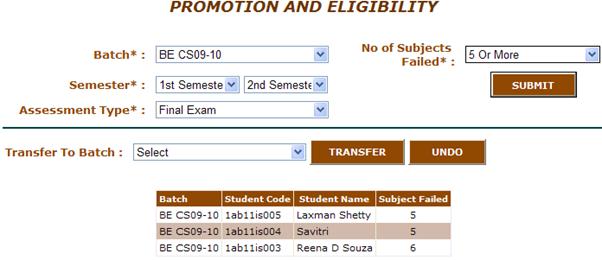 PROMOTION AND ELIGIBILITY
Batch* : BE CS09-10 No of Subjects Failed* : 5 Or More
Semester* : 1st Semeste 2nd Semeste SUBMIT
Assessment Type* : Final Exam
Transfer To Batch : Select TRANSFER UNDO
Batch Student Code Student Name Subject Failed
BE CS09-10 1ab11is005 Laxman Shetty 5
BE CS09-10 1ab11is004 Savitri 5
BE CS09-10 1ab11is003 Reena D Souza 6